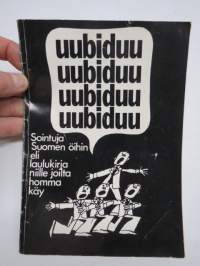 uubiduu
uubiduu
uubiduu
uubiduu
Sointuja
Suomen öihin
eli
laulukirja
niille joilta
homma
käy